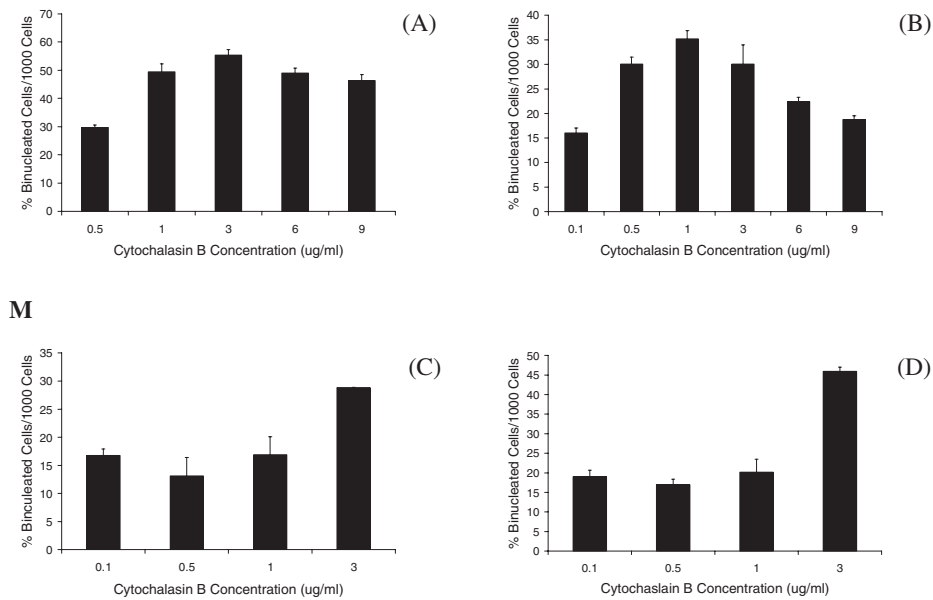 (A)
% Binucleated Cells/1000 Cells
70
60
50
40
30
20
10
0
0.5 1 3 6 9
Cytochalasin B Concentration (ug/ml)
(B)
% Binucleated Cells/1000 Cells
40
35
30
25
20
15
10
5
0
0.1 0.5 1 3 6 9
Cytochalasin B Concentration (ug/ml)
M
(C)
% Binculeated Cells/1000 Cells
35
30
25
20
15
10
5
0
0.1 0.5 1 3
Cytochalasin B Concentration (ug/ml)
(D)
% Binucleated Cells/1000 Cells
50
45
40
35
30
25
20
15
10
5
0
0.1 0.5 1 3
Cytochaslain B Concentration (ug/ml)